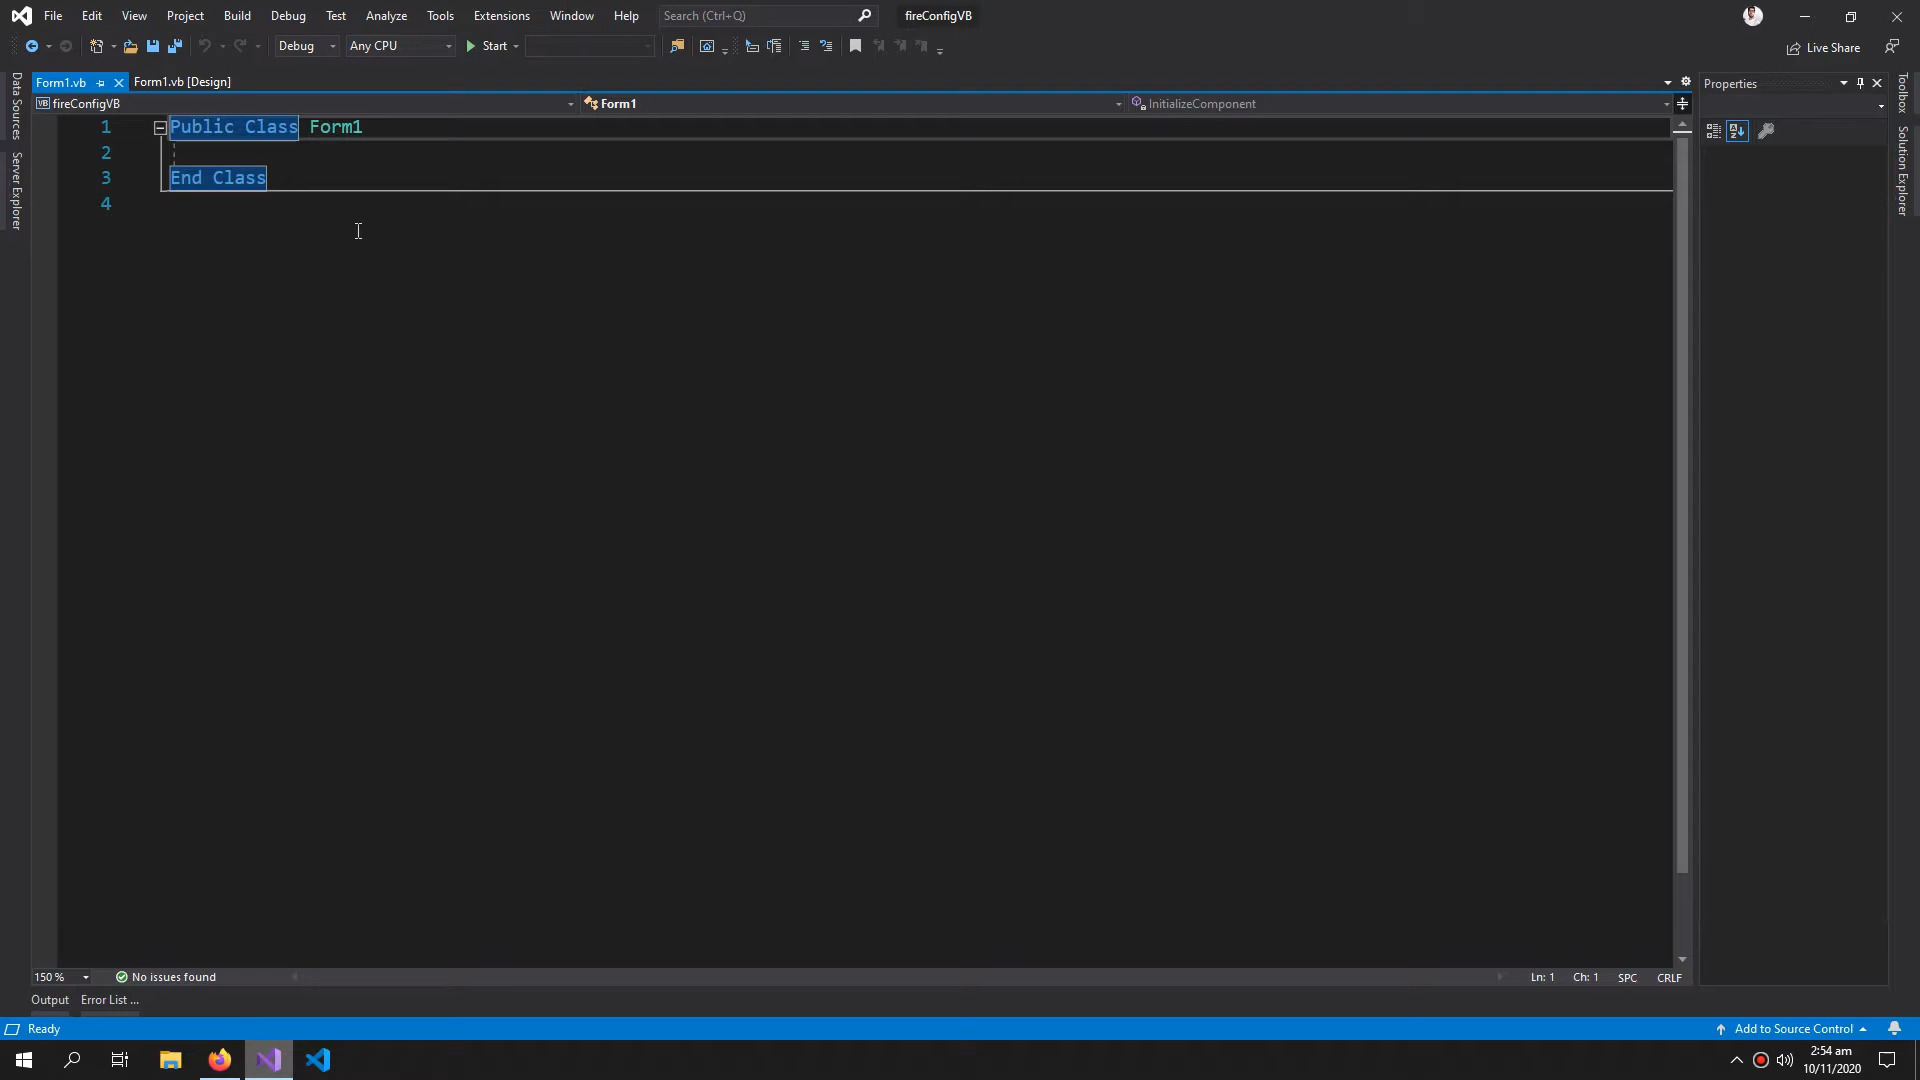 File Edit View Project Build Debug Test Analyze Tools Extensions Window Help Search (Ctrl+Q) fireConfigVB
Debug Any CPU Start Live Share
Form1.vb Form1.vb [Design] Properties
VB fireConfigVB Form1 InitializeComponent
Data Sources
Server Explorer
Toolbox
Solution Explorer
1 Public Class Form1
2
3 End Class
4
150 % No issues found Ln: 1 Ch: 1 SPC CRLF
Output Error List ...
Ready Add to Source Control
2:54 am
10/11/2020